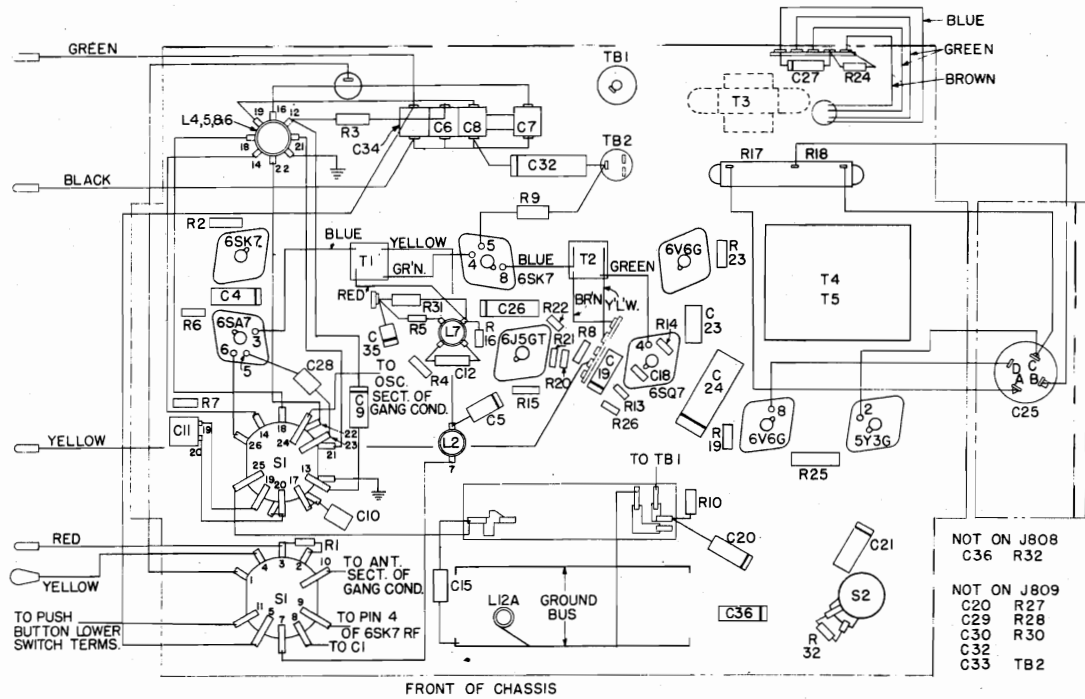 BLUE
GREEN
BROWN
GREEN
TB1
C27
R24
T3
19
16
12
L4,5,&6
18
21
14
22
R3
C34
C6
C8
C7
C32
TB2
R17
R18
BLACK
R9
R2
6SK7
BLUE
YELLOW
T1
GR'N.
RED
5
4
8
6SK7
BLUE
T2
GREEN
BR'N
Y'L'W.
6V6G
R
23
T4
T5
C4
R6
6SA7
3
6
5
R31
R5
C
35
L7
R
16
C26
6J5GT
R22
R21
R20
R8
C
19
4
R14
C18
6SQ7
C
23
C
24
C28
TO
OSC.
SECT. OF
GANG COND.
R4
C12
R15
R13
R26
D
A
C
B
C25
R7
C9
C5
C11
19
20
14
26
18
24
22
23
21
25
S1
13
19
20
17
L2
7
R
19
8
6V6G
2
5Y3G
R25
YELLOW
C10
TO TB1
R10
C20
RED
R1
YELLOW
1
4
3
2
10
TO ANT.
SECT. OF
GANG COND.
S1
11
5
7
8
9
TO PUSH
BUTTON LOWER
SWITCH TERMS.
TO PIN 4
OF 6SK7 RF
TO C1
C15
L12A
GROUND
BUS
C36
C21
S2
R
32
NOT ON J808
C36 R32
NOT ON J809
C20 R27
C29 R28
C30 R30
C32
C33 TB2
FRONT OF CHASSIS